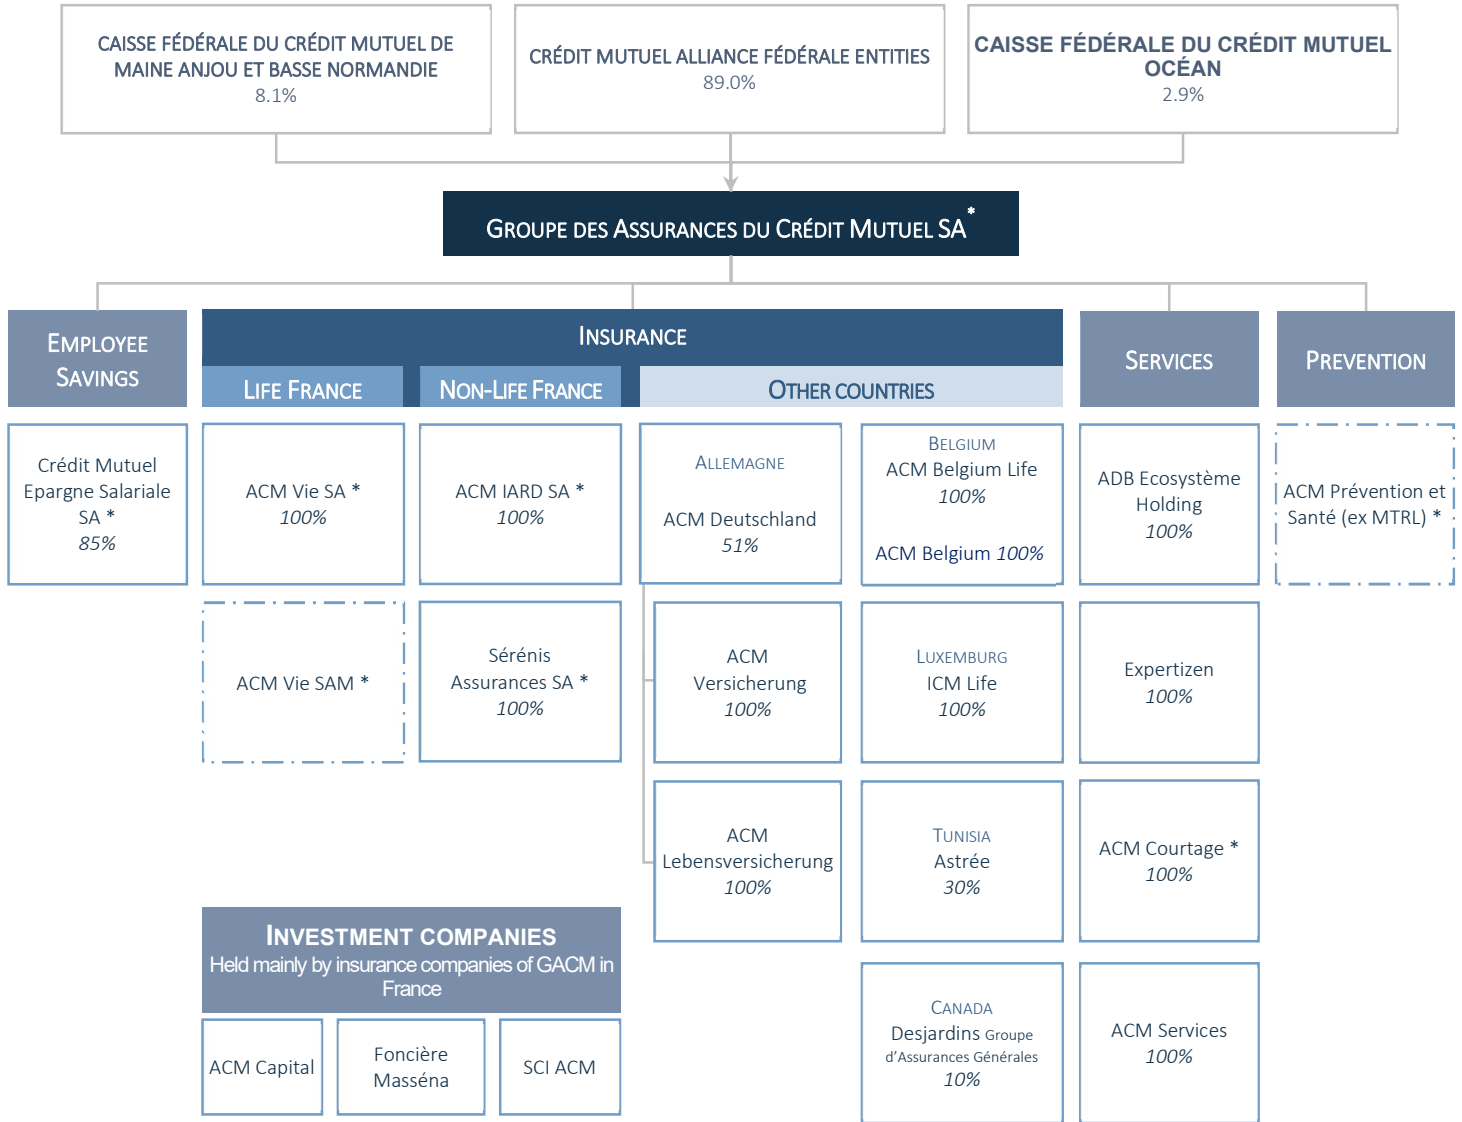 CAISSE FÉDÉRALE DU CRÉDIT MUTUEL DE
MAINE ANJOU ET BASSE NORMANDIE
8.1%
CRÉDIT MUTUEL ALLIANCE FÉDÉRALE ENTITIES
89.0%
CAISSE FÉDÉRALE DU CRÉDIT MUTUEL
OCÉAN
2.9%
GROUPE DES ASSURANCES DU CRÉDIT MUTUEL SA*
EMPLOYEE
SAVINGS
INSURANCE
LIFE FRANCE
NON-LIFE FRANCE
OTHER COUNTRIES
SERVICES
PREVENTION
Crédit Mutuel
Epargne Salariale
SA *
85%
ACM Vie SA *
100%
ACM IARD SA *
100%
ALLEMAGNE
ACM Deutschland
51%
BELGIUM
ACM Belgium Life
100%
ACM Belgium 100%
ADB Ecosystème
Holding
100%
ACM Prévention et
Santé (ex MTRL) *
ACM Vie SAM *
Sérénis
Assurances SA *
100%
ACM
Versicherung
100%
LUXEMBURG
ICM Life
100%
Expertizen
100%
ACM
Lebensversicherung
100%
TUNISIA
Astrée
30%
ACM Courtage *
100%
INVESTMENT COMPANIES
Held mainly by insurance companies of GACM in
France
ACM Capital
Foncière
Masséna
SCI ACM
CANADA
Desjardins Groupe
d'Assurances Générales
10%
ACM Services
100%